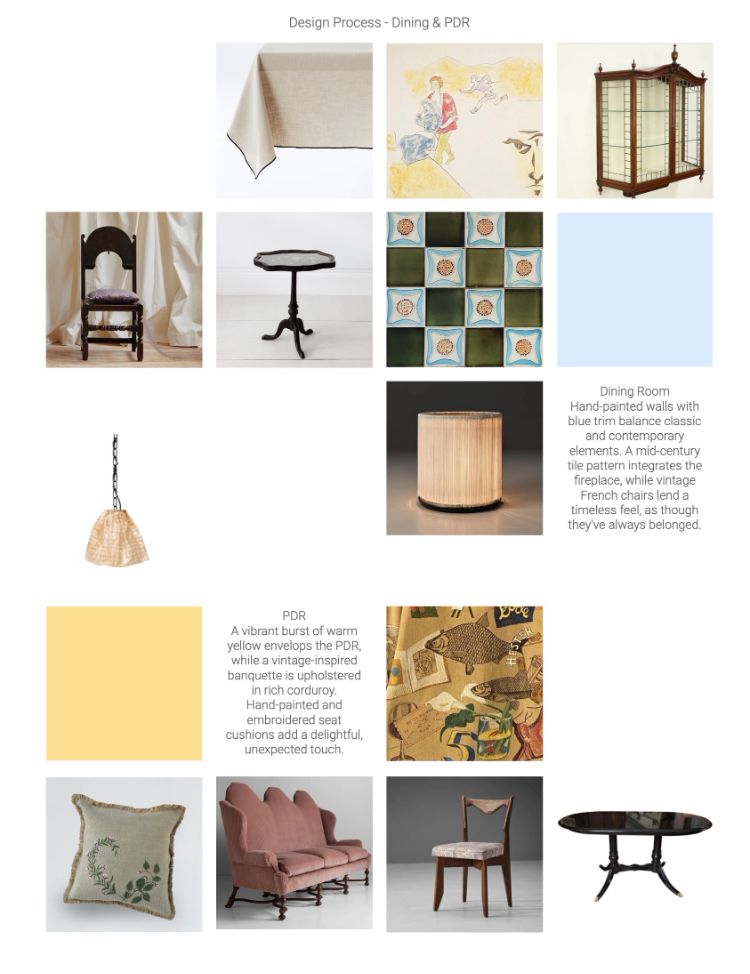 Design Process - Dining & PDR
Dining Room
Hand-painted walls with
blue trim balance classic
and contemporary
elements. A mid-century
tile pattern integrates the
fireplace, while vintage
French chairs lend a
timeless feel, as though
they've always belonged.
PDR
A vibrant burst of warm
yellow envelops the PDR,
while a vintage-inspired
banquette is upholstered
in rich corduroy.
Hand-painted and
embroidered seat
cushions add a delightful,
unexpected touch.
HESTER